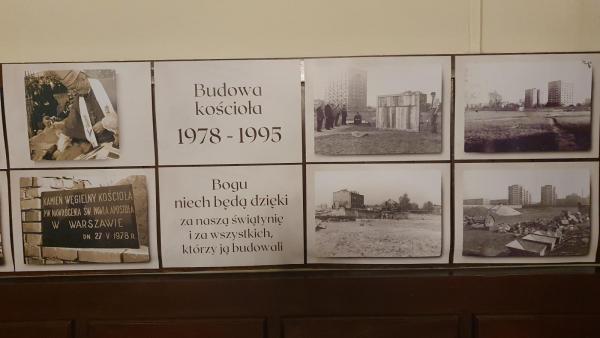 Budowa
kościoła
1978 - 1995
KAMIEŃ WĘGIELNY KOŚCIOŁA
P.W. NAWRÓCENIA ŚW. PAWŁA APOSTOŁA
W WARSZAWIE
DN. 27 V 1978 R.
Bogu
niech będą dzięki
za naszą świątynię
i za wszystkich,
którzy ją budowali